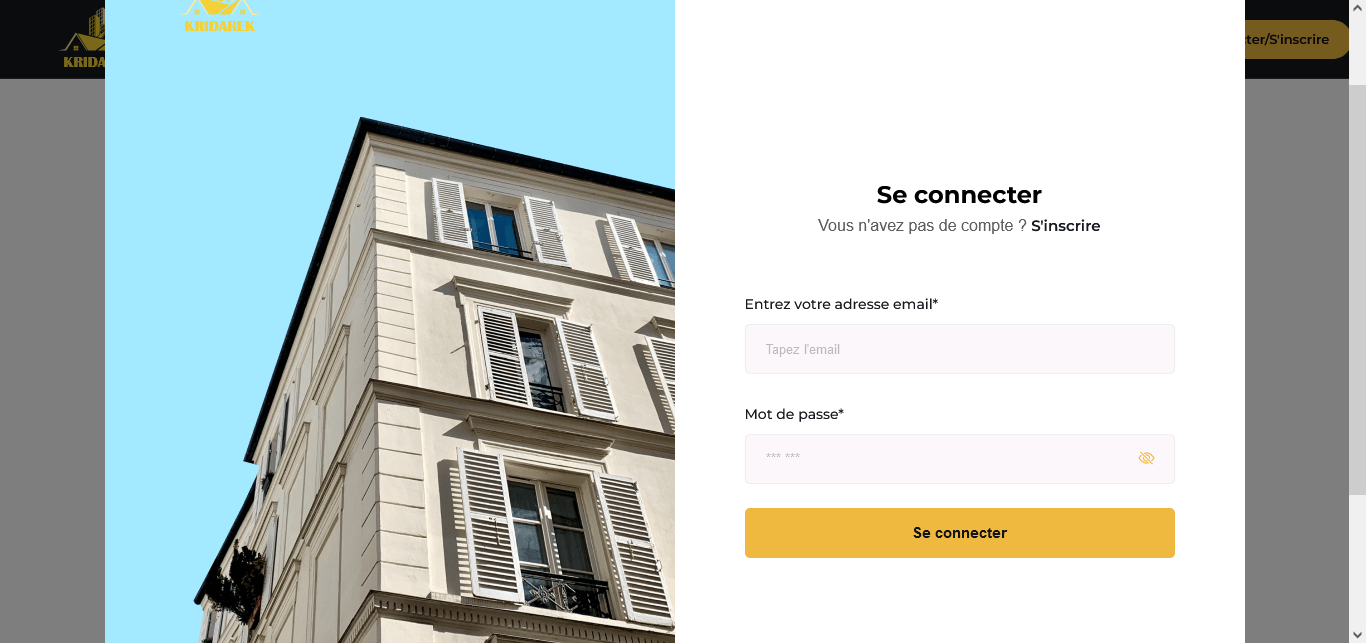 KRIDAREK
KRIDA
ter/S'inscrire
Se connecter
Vous n'avez pas de compte ? S'inscrire
Entrez votre adresse email*
Tapez l'email
Mot de passe*
*** ***
Se connecter